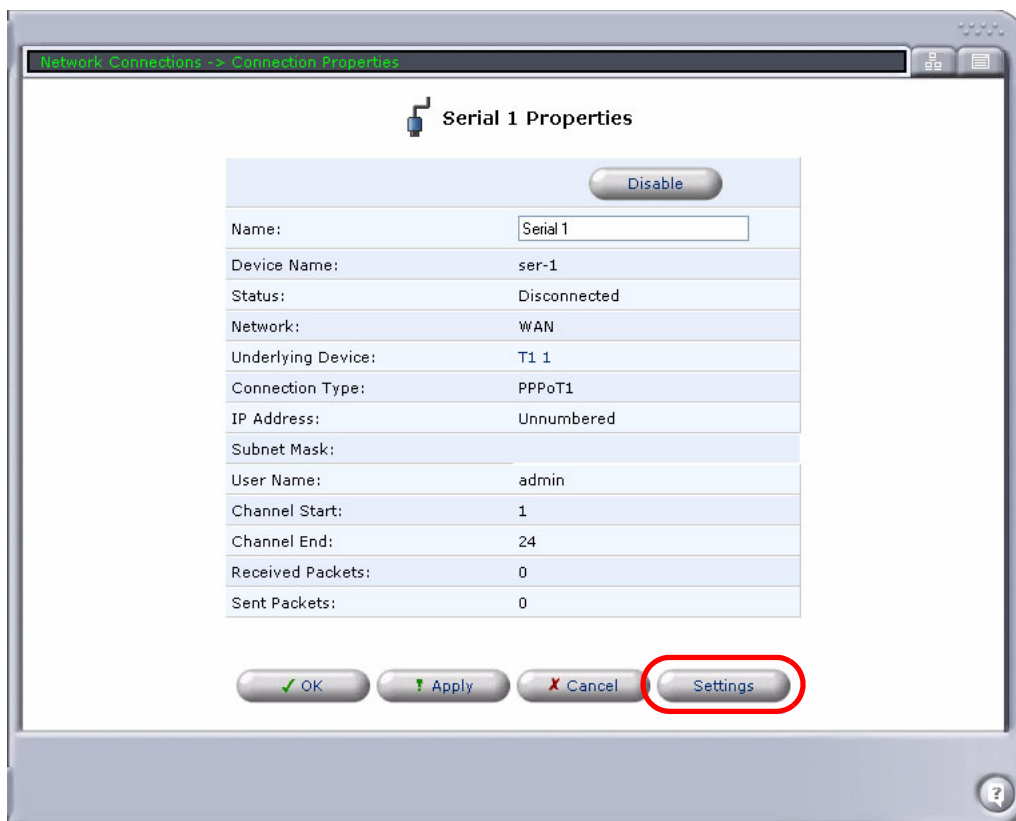 Network Connections -> Connection Properties
Serial 1 Properties
Disable
Name: Serial 1
Device Name: ser-1
Status: Disconnected
Network: WAN
Underlying Device: T1 1
Connection Type: PPPoT1
IP Address: Unnumbered
Subnet Mask:
User Name: admin
Channel Start: 1
Channel End: 24
Received Packets: 0
Sent Packets: 0
✓ OK ! Apply ✗ Cancel Settings
?